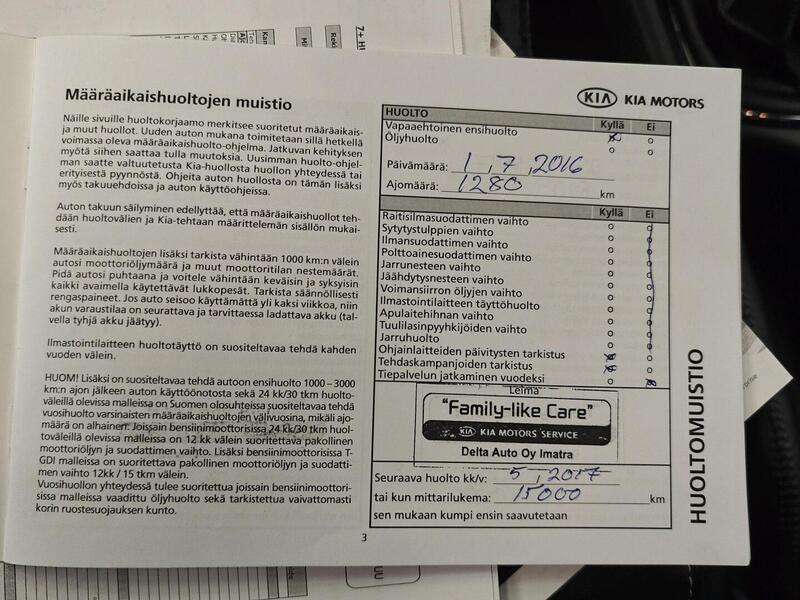 Määräaikaishuoltojen muistio
Näille sivuille huoltokorjaamo merkitsee suoritetut määräaikais-
ja muut huollot. Uuden auton mukana toimitetaan sillä hetkellä
voimassa oleva määräaikaishuolto-ohjelma. Jatkuvan kehityksen
myötä siihen saattaa tulla muutoksia. Uusimman huolto-ohjel-
man saatte valtuutetusta Kia-huollosta huollon yhteydessä tai
erityisestä pyynnöstä. Ohjeita auton huollosta on tämän lisäksi
myös takuuehdoissa ja auton käyttöohjeissa.
Auton takuun säilyminen edellyttää, että määräaikaishuollot teh-
dään huoltovälien ja Kia-tehtaan määrittelemän sisällön mukai-
sesti.
Määräaikaishuoltojen lisäksi tarkista vähintään 1000 km:n välein
autosi moottoriöljymäärä ja muut moottoritilan nestemäärät.
Pidä autosi puhtaana ja voitele vähintään keväisin ja syksyisin
kaikki avaimella käytettävät lukkopesät. Tarkista säännöllisesti
rengaspaineet. Jos auto seisoo käyttämättä yli kaksi viikkoa, niin
akun varaustilaa on seurattava ja tarvittaessa ladattava akku (tal-
vella tyhjä akku jäätyy).
Ilmastointilaitteen huoltotäyttö on suositeltavaa tehdä kahden
vuoden välein.
HUOM! Lisäksi on suositeltavaa tehdä autoon ensihuolto 1000–3000
km:n ajon jälkeen auton käyttöönotosta sekä 24 kk/30 tkm huolto-
väleillä olevissa malleissa on Suomen olosuhteissa suositeltavaa tehdä
vuosihuolto varsinaisten määräaikaishuoltojen välivuosina, mikäli ajo-
määrä on alhainen. Joissain bensiinimoottorisissa 24 kk/30 tkm huol-
toväleillä olevissa malleissa on 12 kk välein suoritettava pakollinen
moottoriöljyn ja suodattimen vaihto. Lisäksi bensiinimoottorisissa T-
GDI malleissa on suoritettava pakollinen moottoriöljyn ja suodatti-
men vaihto 12kk / 15 tkm välein.
Vuosihuollon yhteydessä tulee suorituttaa joissain bensiinimoottori-
sissa malleissa vaadittu öljyhuolto sekä tarkistettua vaivattomasti
korin ruostesuojauksen kunto.
KIA KIA MOTORS
HUOLTO
Vapaaehtoinen ensihuolto Kyllä Ei
Öljyhuolto
Päivämäärä: 1 , 7 , 2016
Ajomäärä: 1280 km
Kyllä Ei
Raitisilmasuodattimen vaihto
Sytytystulppien vaihto
Ilmansuodattimen vaihto
Polttoainesuodattimen vaihto
Jarrunesteen vaihto
Jäähdytysnesteen vaihto
Voimansiirron öljyjen vaihto
Ilmastointilaitteen täyttöhuolto
Apulaitehihnan vaihto
Tuulilasinpyyhkijöiden vaihto
Jarruhuolto
Ohjainlaitteiden päivitysten tarkistus
Tehdaskampanjoiden tarkistus
Tiepalvelun jatkaminen vuodeksi
Leima
"Family-like Care"
KIA KIA MOTORS SERVICE
Delta Auto Oy Imatra
Seuraava huolto kk/v: 5 , 2017
tai kun mittarilukema: 15000 km
sen mukaan kumpi ensin saavutetaan
HUOLTOMUISTIO
3